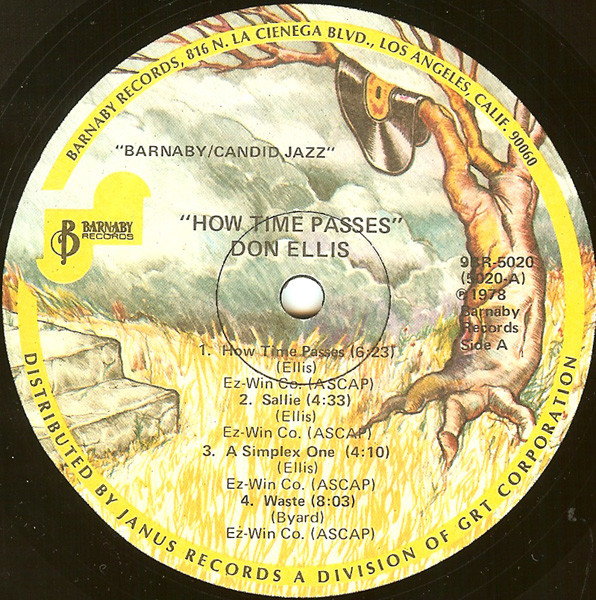 BARNABY RECORDS, 816 N. LA CIENEGA BLVD., LOS ANGELES, CALIF. 90060
"BARNABY/CANDID JAZZ"
B BARNABY
RECORDS
"HOW TIME PASSES"
DON ELLIS
9BR-5020
(5020-A)
℗ 1978
Barnaby
Records
Side A
1. How Time Passes (6:23)
(Ellis)
Ez-Win Co. (ASCAP)
2. Sallie (4:33)
(Ellis)
Ez-Win Co. (ASCAP)
3. A Simplex One (4:10)
(Ellis)
Ez-Win Co. (ASCAP)
4. Waste (8:03)
(Byard)
Ez-Win Co. (ASCAP)
DISTRIBUTED BY JANUS RECORDS A DIVISION OF GRT CORPORATION